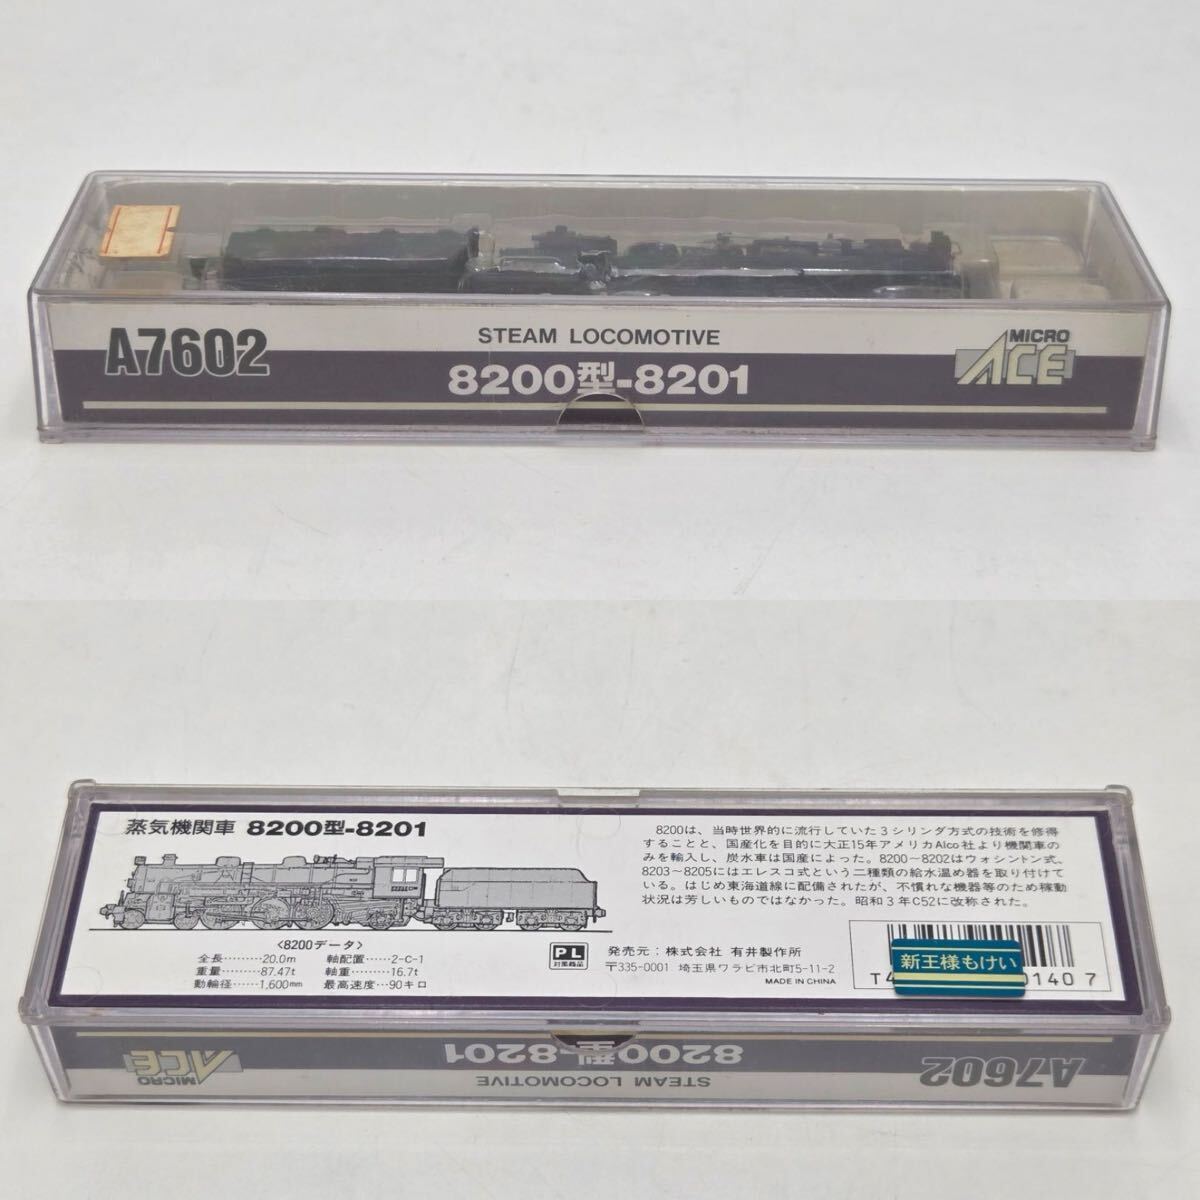 A7602
STEAM LOCOMOTIVE
8200型-8201
MICRO
ACE
蒸気機関車 8200型-8201
8200は、当時世界的に流行していた3シリンダ方式の技術を修得
することと、国産化を目的に大正15年アメリカAlco社より機関車の
みを輸入し、炭水車は国産によった。8200~8202はウォシントン式、
8203~8205にはエレスコ式という二種類の給水温め器を取り付けて
いる。はじめ東海道線に配備されたが、不慣れな機器等のため稼動
状況は芳しいものではなかった。昭和3年C52に改称された。
〈8200データ〉
全長………20.0m 軸配置……2-C-1
重量………87.47t 軸重………16.7t
動輪径……1,600mm 最高速度…90キロ
PL
対策商品
発売元：株式会社 有井製作所
〒335-0001 埼玉県ワラビ市北町5-11-2
MADE IN CHINA
新王様もけい
T4 0140 7
8200型-8201
STEAM LOCOMOTIVE
A7602
MICRO
ACE